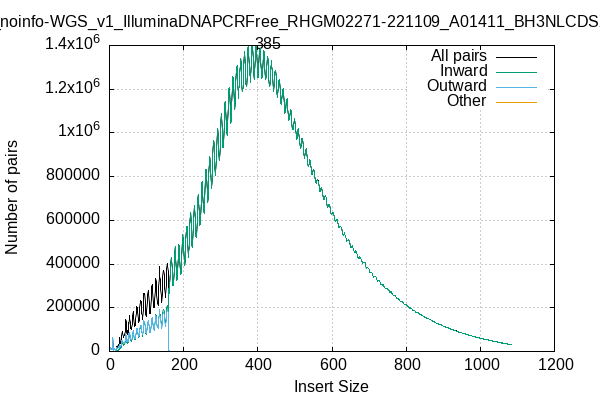 _noinfo-WGS_v1_IlluminaDNAPCRFree_RHGM02271-221109_A01411_BH3NLCDS
385
All pairs
Inward
Outward
Other
1.4x10^6
1.2x10^6
1x10^6
800000
600000
400000
200000
0
Number of pairs
0 200 400 600 800 1000 1200
Insert Size